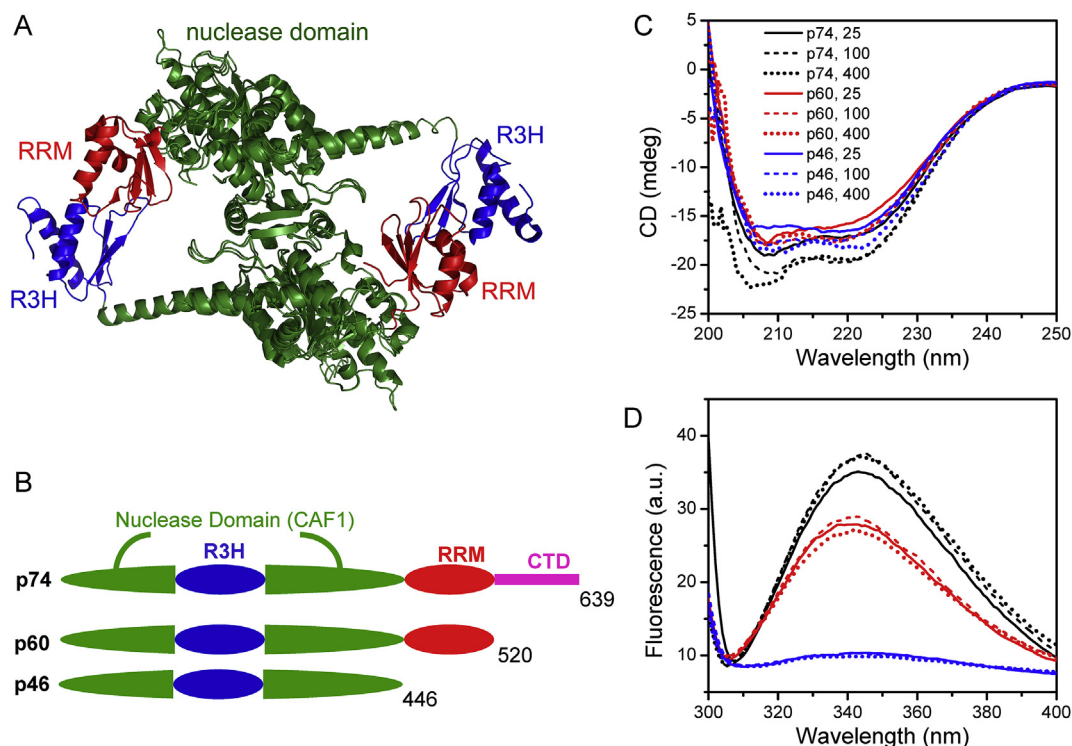 A
nuclease domain
RRM
R3H
R3H
RRM
B
Nuclease Domain (CAF1)
R3H
RRM
CTD
p74
639
p60
520
p46
446
C
p74, 25
p74, 100
p74, 400
p60, 25
p60, 100
p60, 400
p46, 25
p46, 100
p46, 400
CD (mdeg)
5
0
-5
-10
-15
-20
-25
200 210 220 230 240 250
Wavelength (nm)
D
Fluorescence (a.u.)
40
30
20
10
300 320 340 360 380 400
Wavelength (nm)